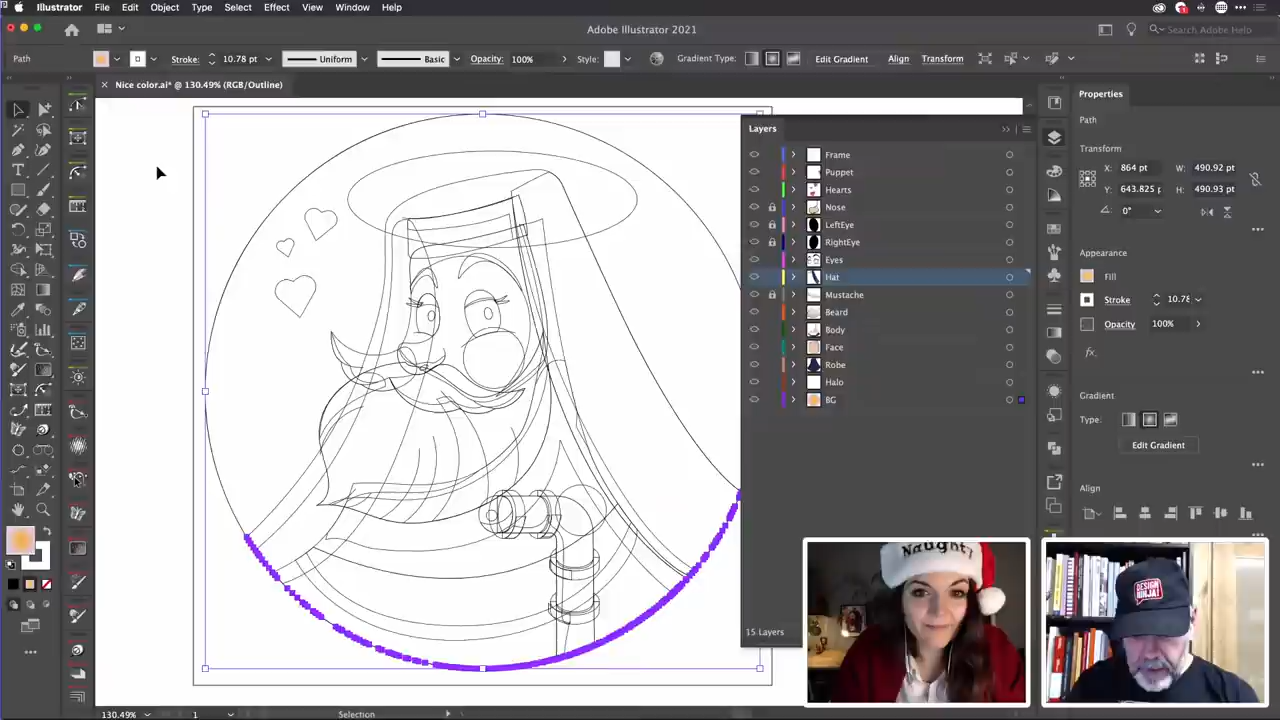 Illustrator File Edit Object Type Select Effect View Window Help
Adobe Illustrator 2021
Search Adobe Help
Path Stroke: 10.78 pt Uniform Basic Opacity: 100% Style: Gradient Type: Edit Gradient Align Transform
× Nice color.ai* @ 130.49% (RGB/Outline)
Layers
Frame
Puppet
Hearts
Nose
LeftEye
RightEye
Eyes
Hat
Mustache
Beard
Body
Face
Robe
Halo
BG
15 Layers
Properties
Path
Transform
X: 864 pt W: 490.92 pt
Y: 643.825 p H: 490.93 pt
0°
Appearance
Fill
Stroke 10.78
Opacity 100%
fx.
Gradient
Type:
Edit Gradient
Align
Naughty
DESIGN
NINJA!
130.49% 1 Selection